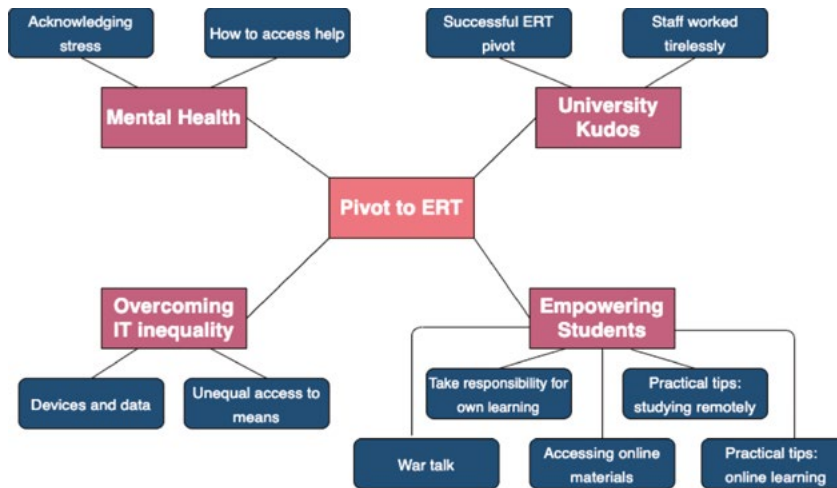 Acknowledging
stress
How to access help
Successful ERT
pivot
Staff worked
tirelessly
Mental Health
University
Kudos
Pivot to ERT
Overcoming
IT inequality
Empowering
Students
Devices and data
Unequal access to
means
Take responsibility for
own learning
Practical tips:
studying remotely
War talk
Accessing online
materials
Practical tips:
online learning